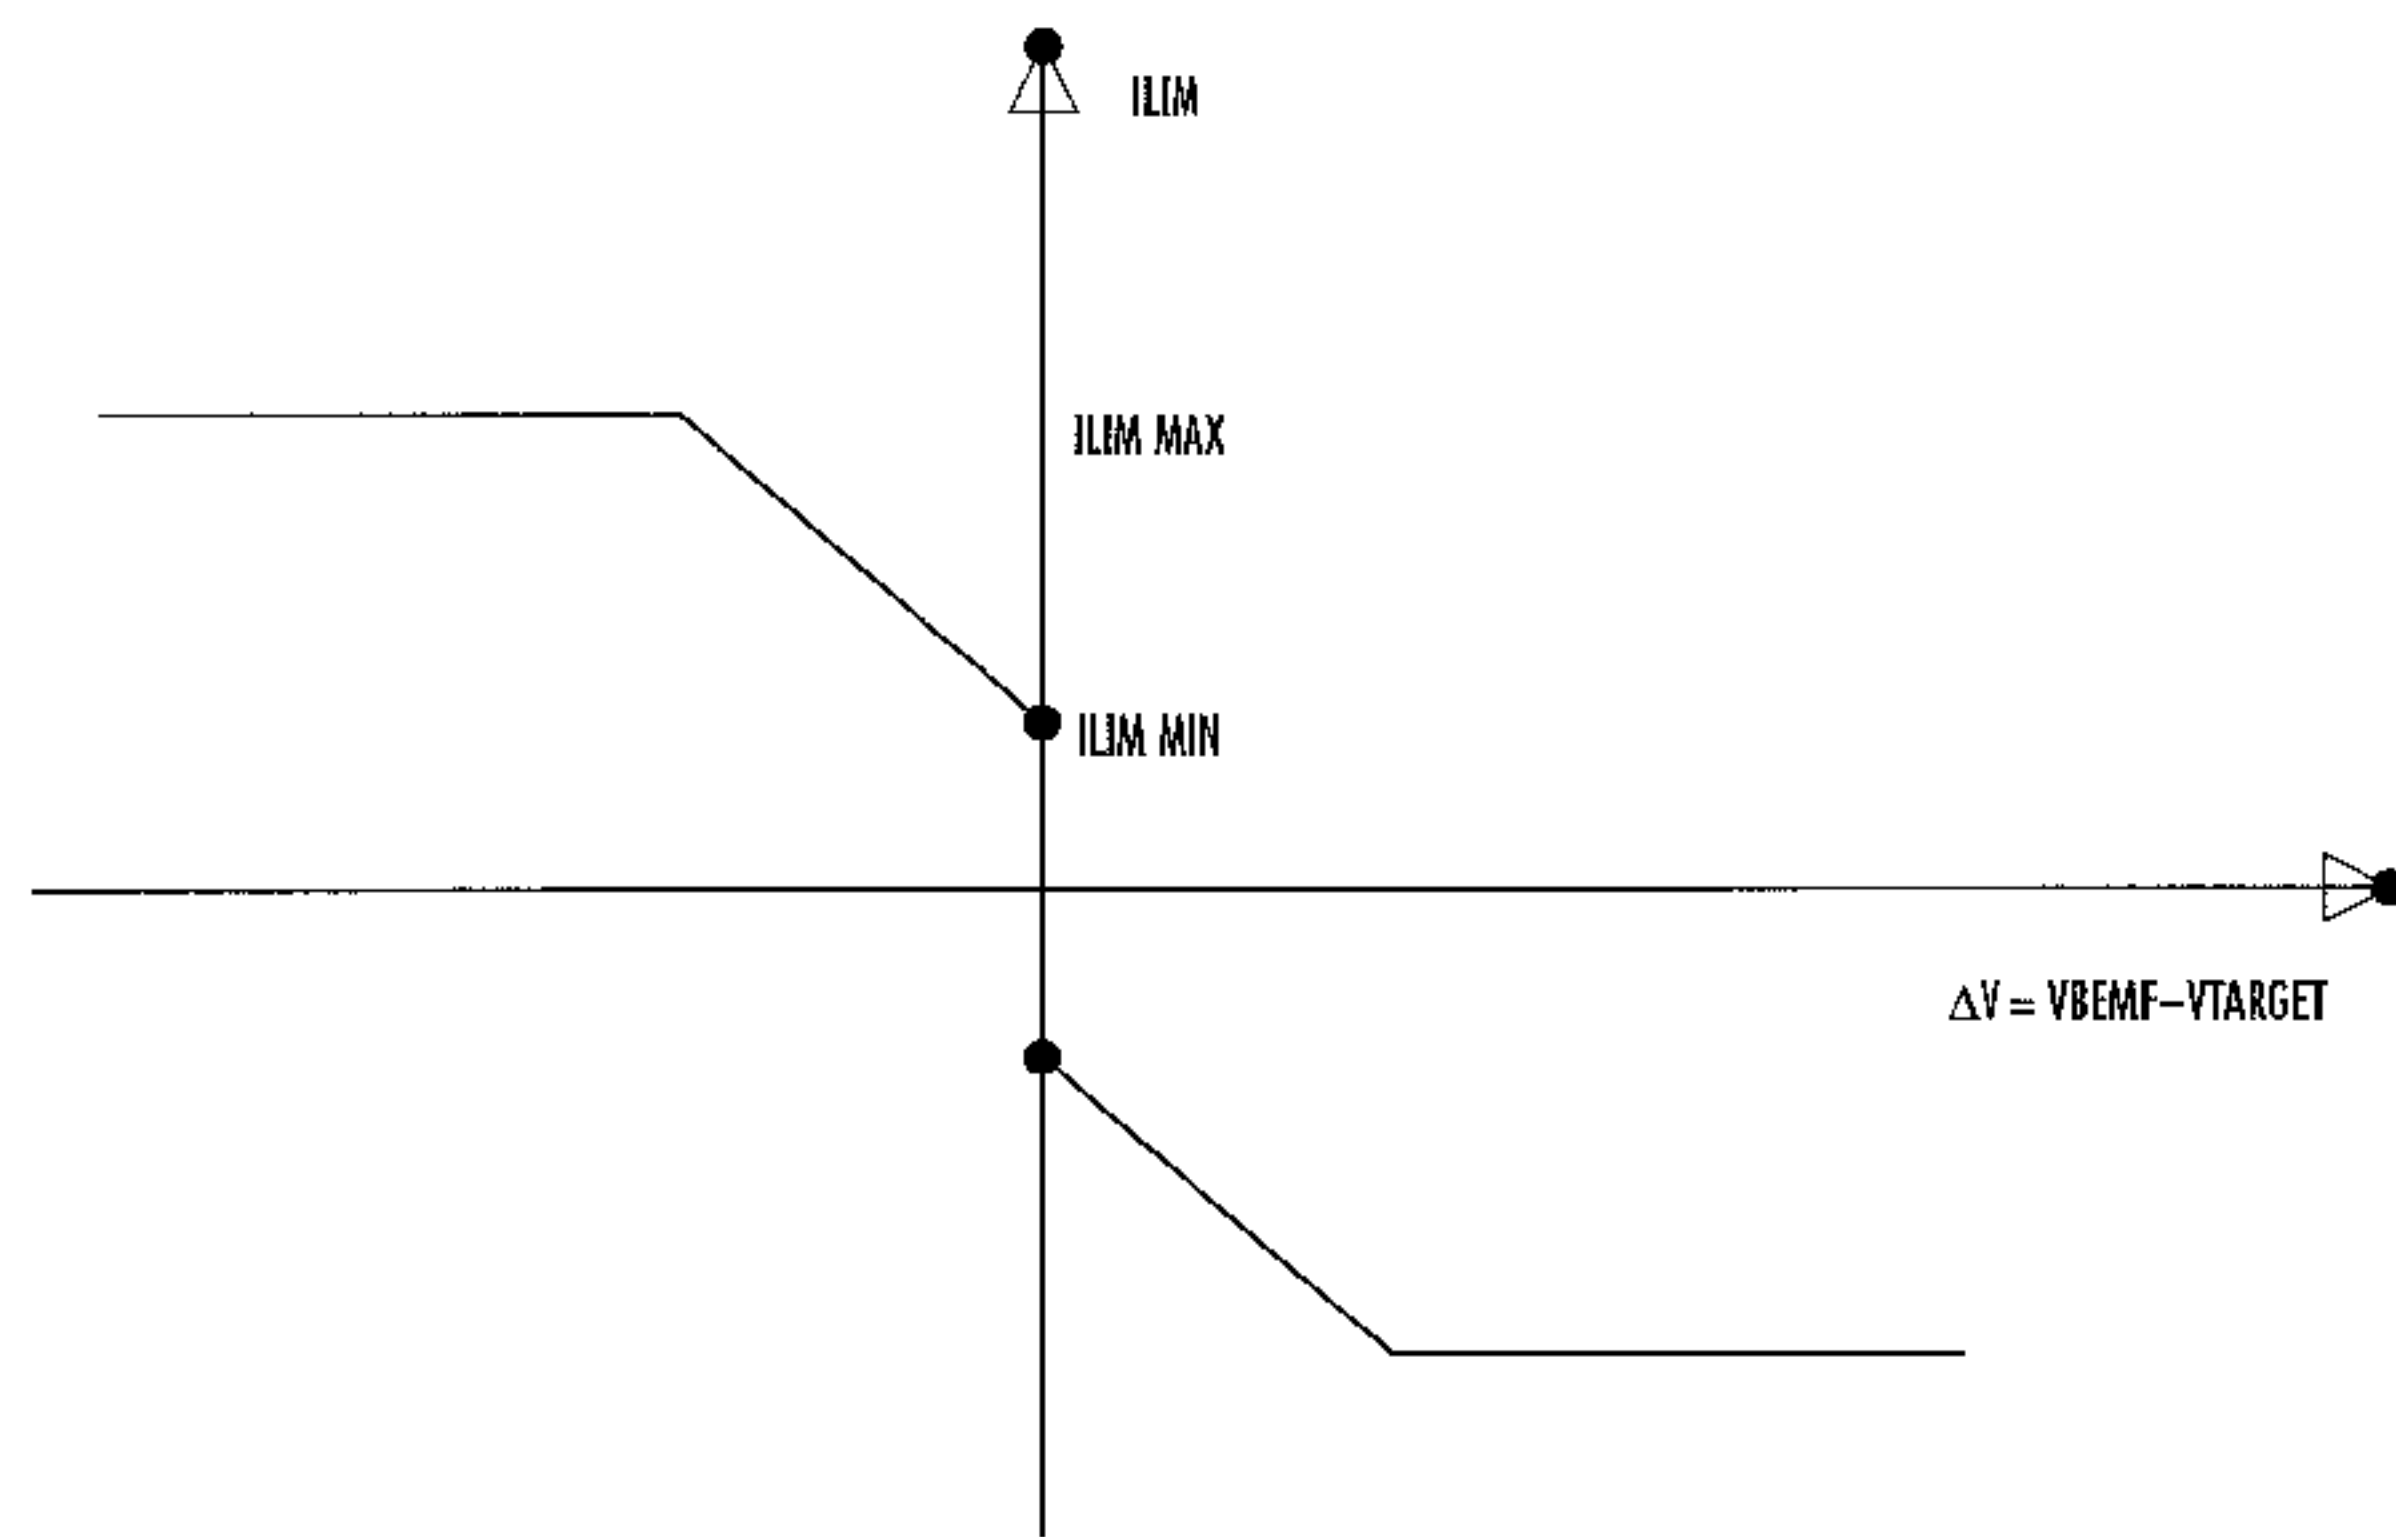 ILIM
ILIM MAX
ILIM MIN
ΔV = VBEMF–VTARGET